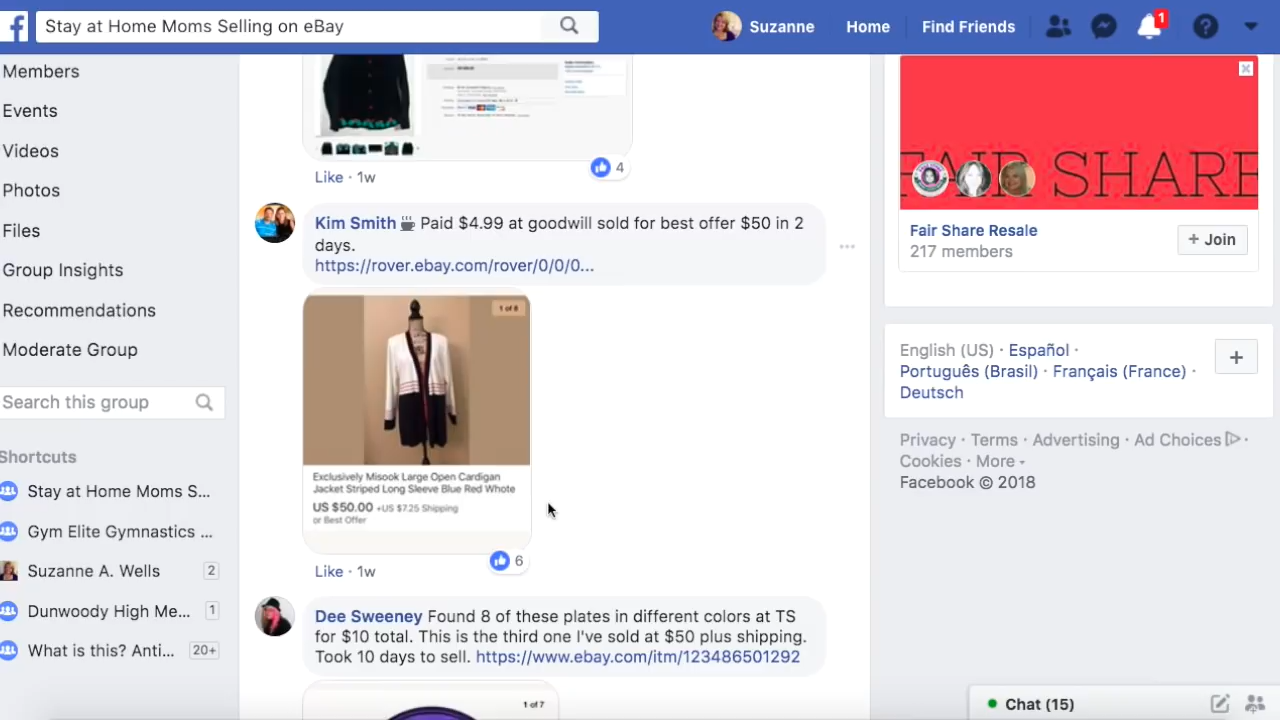 Stay at Home Moms Selling on eBay
Suzanne
Home
Find Friends
1
Members
Events
Videos
Photos
Files
Group Insights
Recommendations
Moderate Group
Search this group
Shortcuts
Stay at Home Moms S...
Gym Elite Gymnastics ...
Suzanne A. Wells 2
Dunwoody High Me... 1
What is this? Anti... 20+
4
Like · 1w
Kim Smith Paid $4.99 at goodwill sold for best offer $50 in 2
days.
https://rover.ebay.com/rover/0/0/0...
1 of 8
Exclusively Misook Large Open Cardigan
Jacket Striped Long Sleeve Blue Red Whote
US $50.00 +US $7.25 Shipping
or Best Offer
6
Like · 1w
Dee Sweeney Found 8 of these plates in different colors at TS
for $10 total. This is the third one I've sold at $50 plus shipping.
Took 10 days to sell. https://www.ebay.com/itm/123486501292
1 of 7
FAIR SHARE
Fair Share Resale
217 members
+ Join
English (US) · Español ·
Português (Brasil) · Français (France) ·
Deutsch
Privacy · Terms · Advertising · Ad Choices ·
Cookies · More
Facebook © 2018
Chat (15)